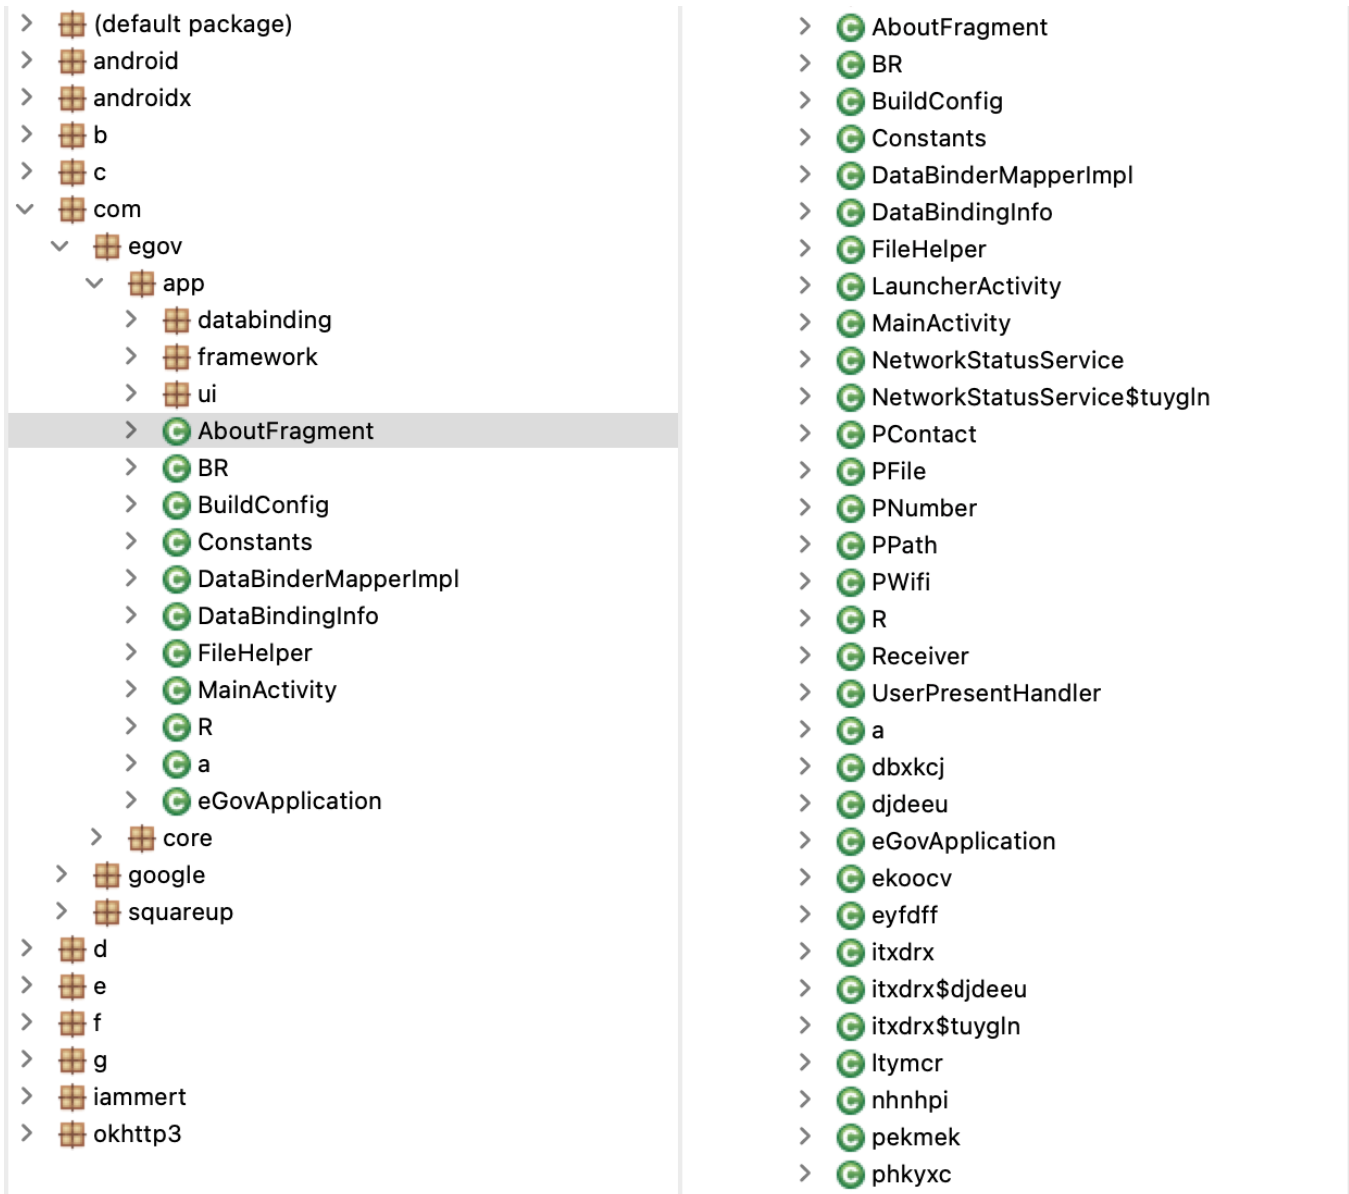 (default package)
android
androidx
b
c
com
egov
app
databinding
framework
ui
AboutFragment
BR
BuildConfig
Constants
DataBinderMapperImpl
DataBindingInfo
FileHelper
MainActivity
R
a
eGovApplication
core
google
squareup
d
e
f
g
iammert
okhttp3
AboutFragment
BR
BuildConfig
Constants
DataBinderMapperImpl
DataBindingInfo
FileHelper
LauncherActivity
MainActivity
NetworkStatusService
NetworkStatusService$tuygln
PContact
PFile
PNumber
PPath
PWifi
R
Receiver
UserPresentHandler
a
dbxkcj
djdeeu
eGovApplication
ekoocv
eyfdff
itxdrx
itxdrx$djdeeu
itxdrx$tuygln
ltymcr
nhnhpi
pekmek
phkyxc